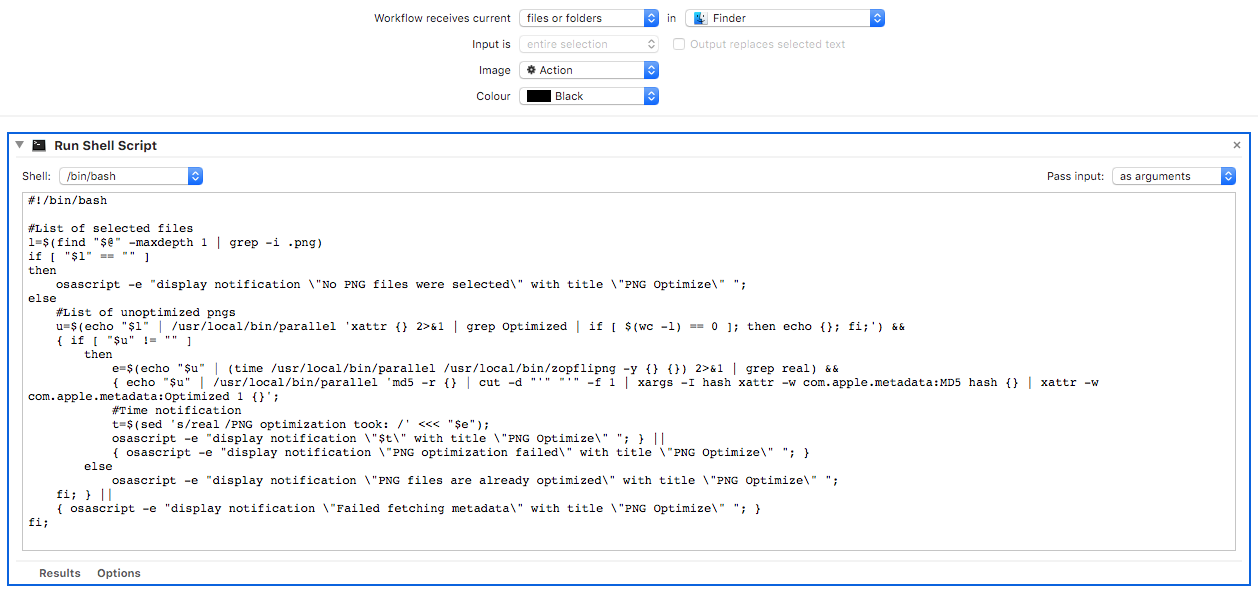 Workflow receives current files or folders in Finder
Input is entire selection Output replaces selected text
Image Action
Colour Black
Run Shell Script
Shell: /bin/bash Pass input: as arguments
#!/bin/bash
#List of selected files
l=$(find "$@" -maxdepth 1 | grep -i .png)
if [ "$l" == "" ]
then
osascript -e "display notification \"No PNG files were selected\" with title \"PNG Optimize\" ";
else
#List of unoptimized pngs
u=$(echo "$l" | /usr/local/bin/parallel 'xattr {} 2>&1 | grep Optimized | if [ $(wc -l) == 0 ]; then echo {}; fi;') &&
{ if [ "$u" != "" ]
then
e=$(echo "$u" | (time /usr/local/bin/parallel /usr/local/bin/zopflipng -y {} {}) 2>&1 | grep real) &&
{ echo "$u" | /usr/local/bin/parallel 'md5 -r {} | cut -d "'" "'" -f 1 | xargs -I hash xattr -w com.apple.metadata:MD5 hash {} | xattr -w
com.apple.metadata:Optimized 1 {}';
#Time notification
t=$(sed 's/real /PNG optimization took: /' <<< "$e");
osascript -e "display notification \"$t\" with title \"PNG Optimize\" "; } ||
{ osascript -e "display notification \"PNG optimization failed\" with title \"PNG Optimize\" "; }
else
osascript -e "display notification \"PNG files are already optimized\" with title \"PNG Optimize\" ";
fi; } ||
{ osascript -e "display notification \"Failed fetching metadata\" with title \"PNG Optimize\" "; }
fi;
Results Options